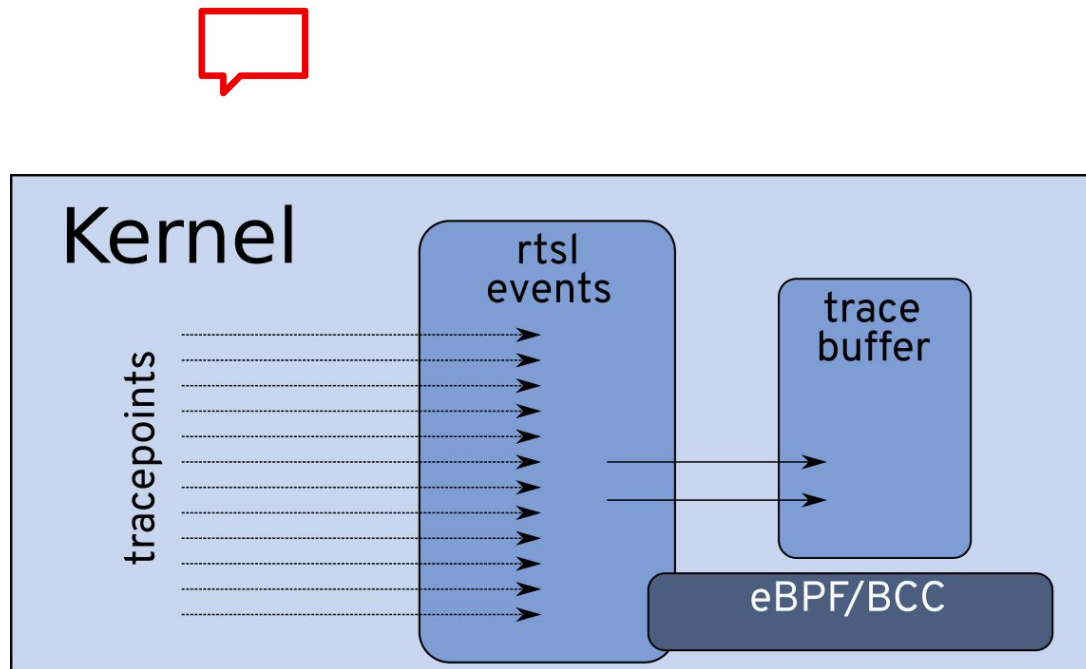 Kernel
rtsl
events
trace
buffer
tracepoints
eBPF/BCC